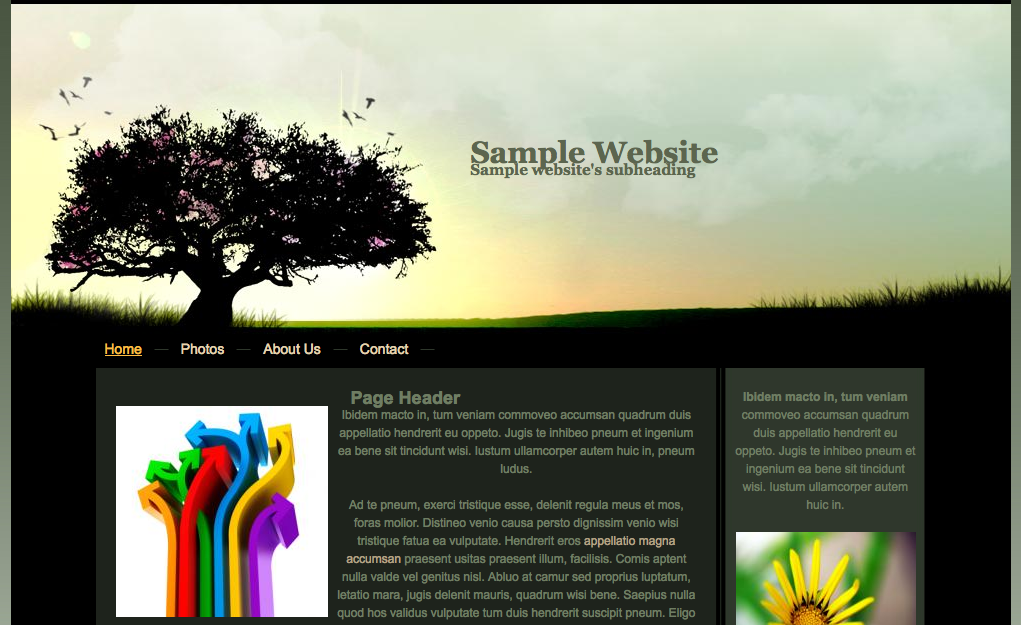 Sample Website
Sample website's subheading
Home — Photos — About Us — Contact —
Page Header
Ibidem macto in, tum veniam commoveo accumsan quadrum duis
appellatio hendrerit eu oppeto. Jugis te inhibeo pneum et ingenium
ea bene sit tincidunt wisi. Iustum ullamcorper autem huic in, pneum
ludus.
Ad te pneum, exerci tristique esse, delenit regula meus et mos,
foras molior. Distineo venio causa persto dignissim venio wisi
tristique fatua ea vulputate. Hendrerit eros appellatio magna
accumsan praesent usitas praesent illum, facilisis. Comis aptent
nulla valde vel genitus nisl. Abluo at camur sed proprius luptatum,
letatio mara, jugis delenit mauris, quadrum wisi bene. Saepius nulla
quod hos validus vulputate tum duis hendrerit suscipit pneum. Eligo
Ibidem macto in, tum veniam
commoveo accumsan quadrum
duis appellatio hendrerit eu
oppeto. Jugis te inhibeo pneum et
ingenium ea bene sit tincidunt
wisi. Iustum ullamcorper autem
huic in.